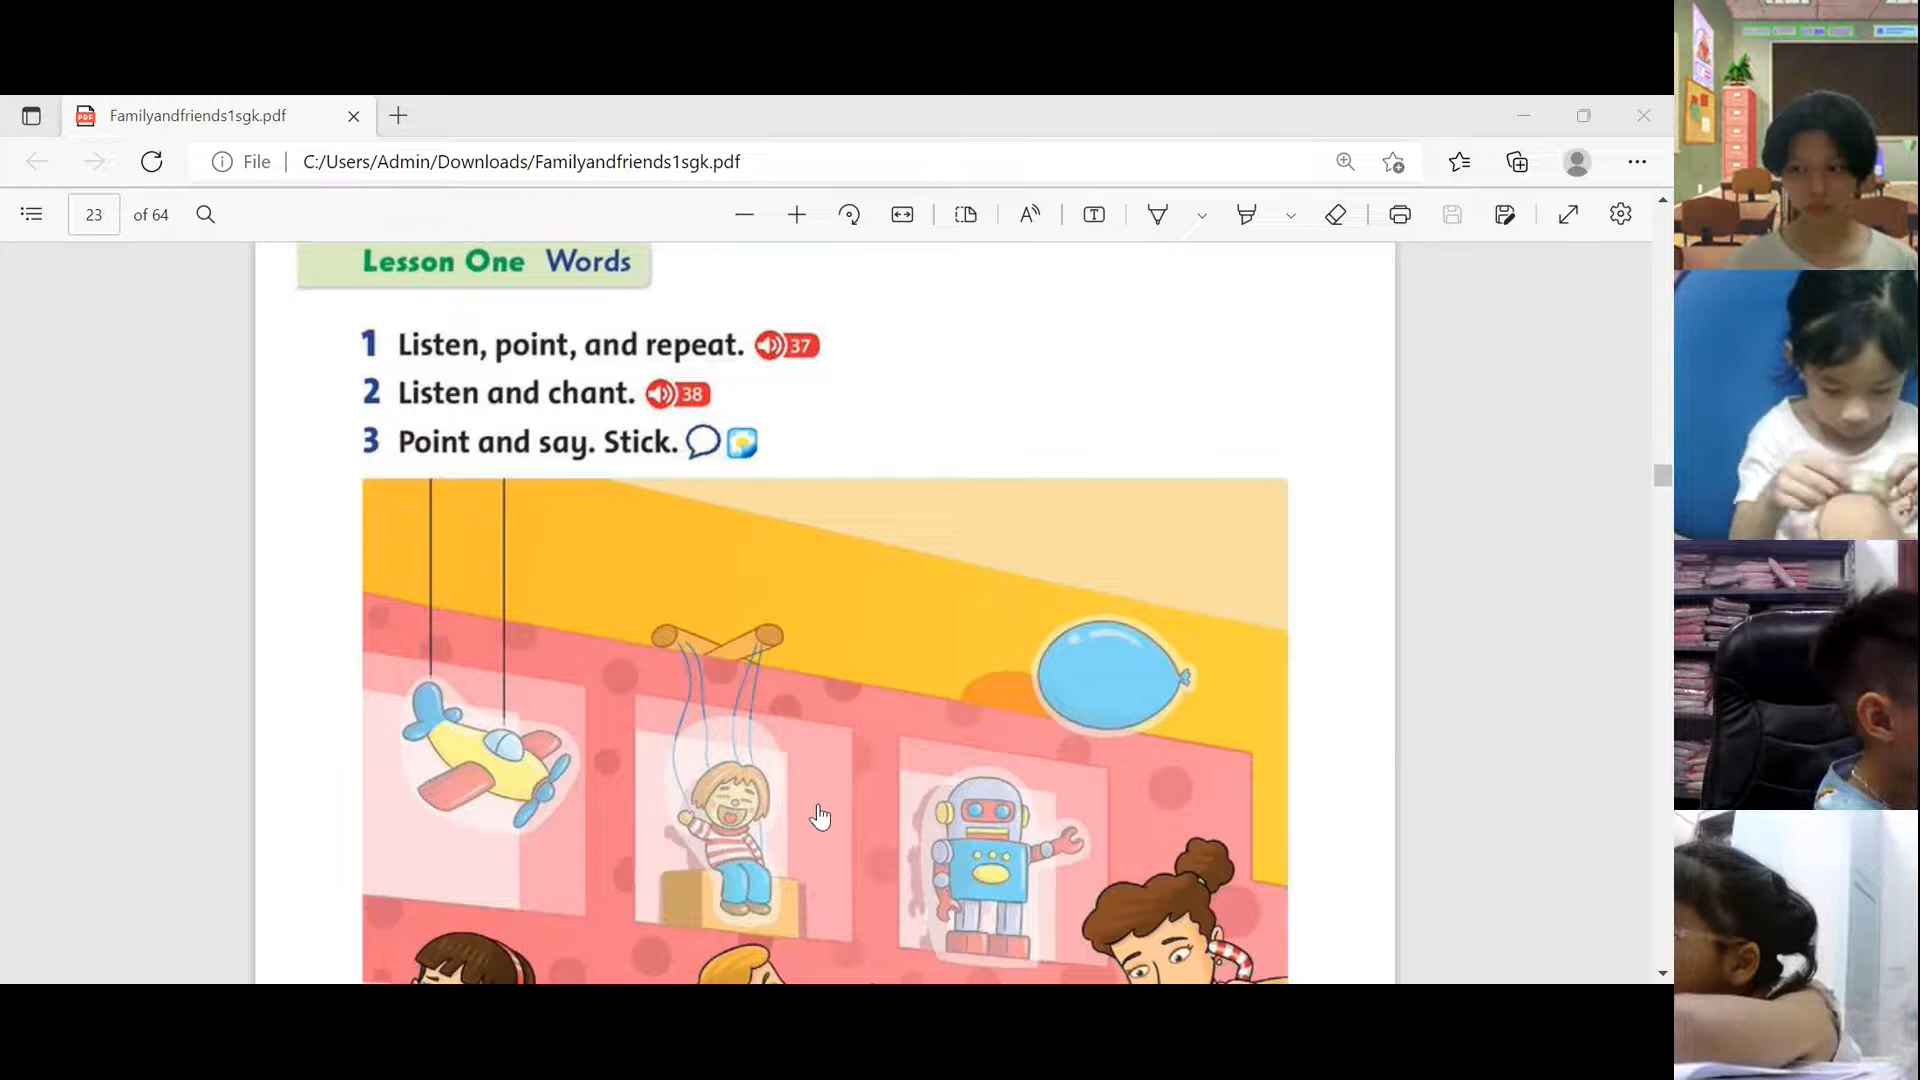 Familyandfriends1sgk.pdf
File
C:/Users/Admin/Downloads/Familyandfriends1sgk.pdf
23 of 64
Lesson One Words
1 Listen, point, and repeat. 37
2 Listen and chant. 38
3 Point and say. Stick.